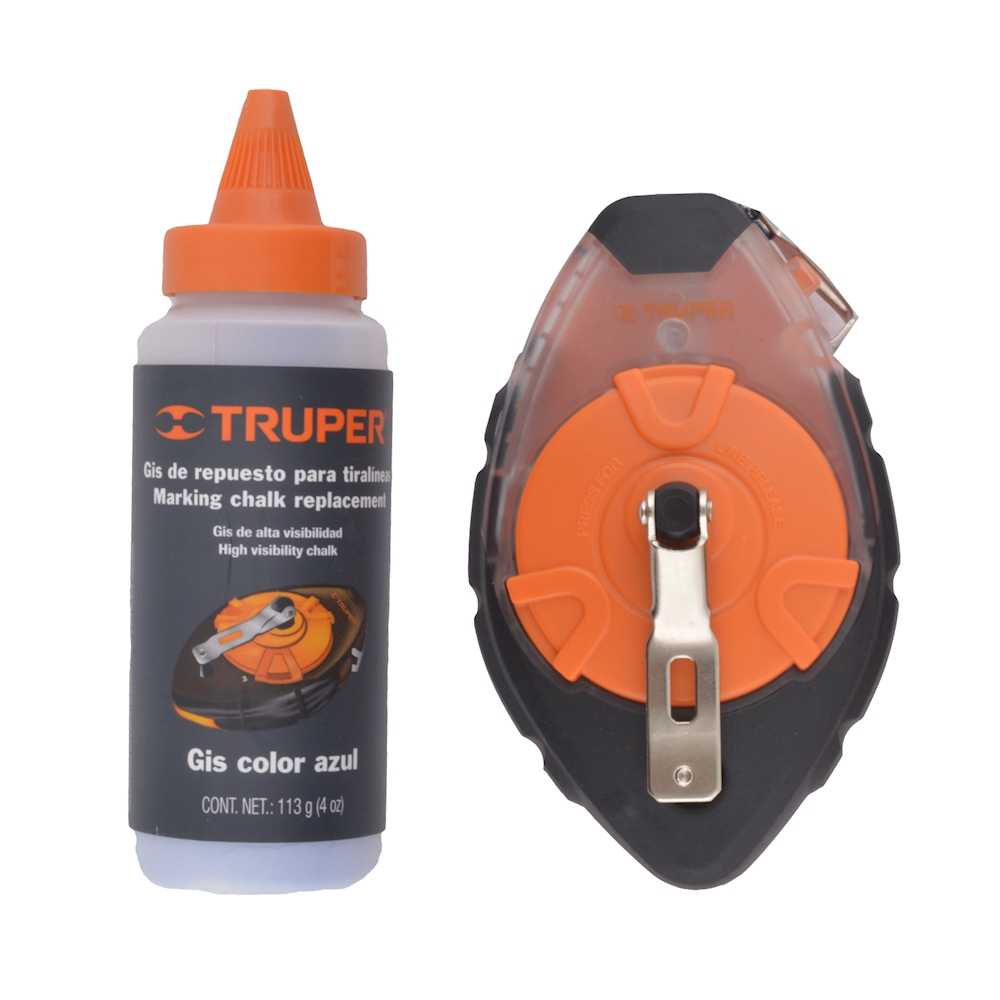 TRUPER
Gis de repuesto para tiralíneas
Marking chalk replacement
Gis de alta visibilidad
High visibility chalk
TRUPER
Gis color azul
CONT. NET.: 113 g (4 oz)
TRUPER
PRESS FOR LINE RELEASE